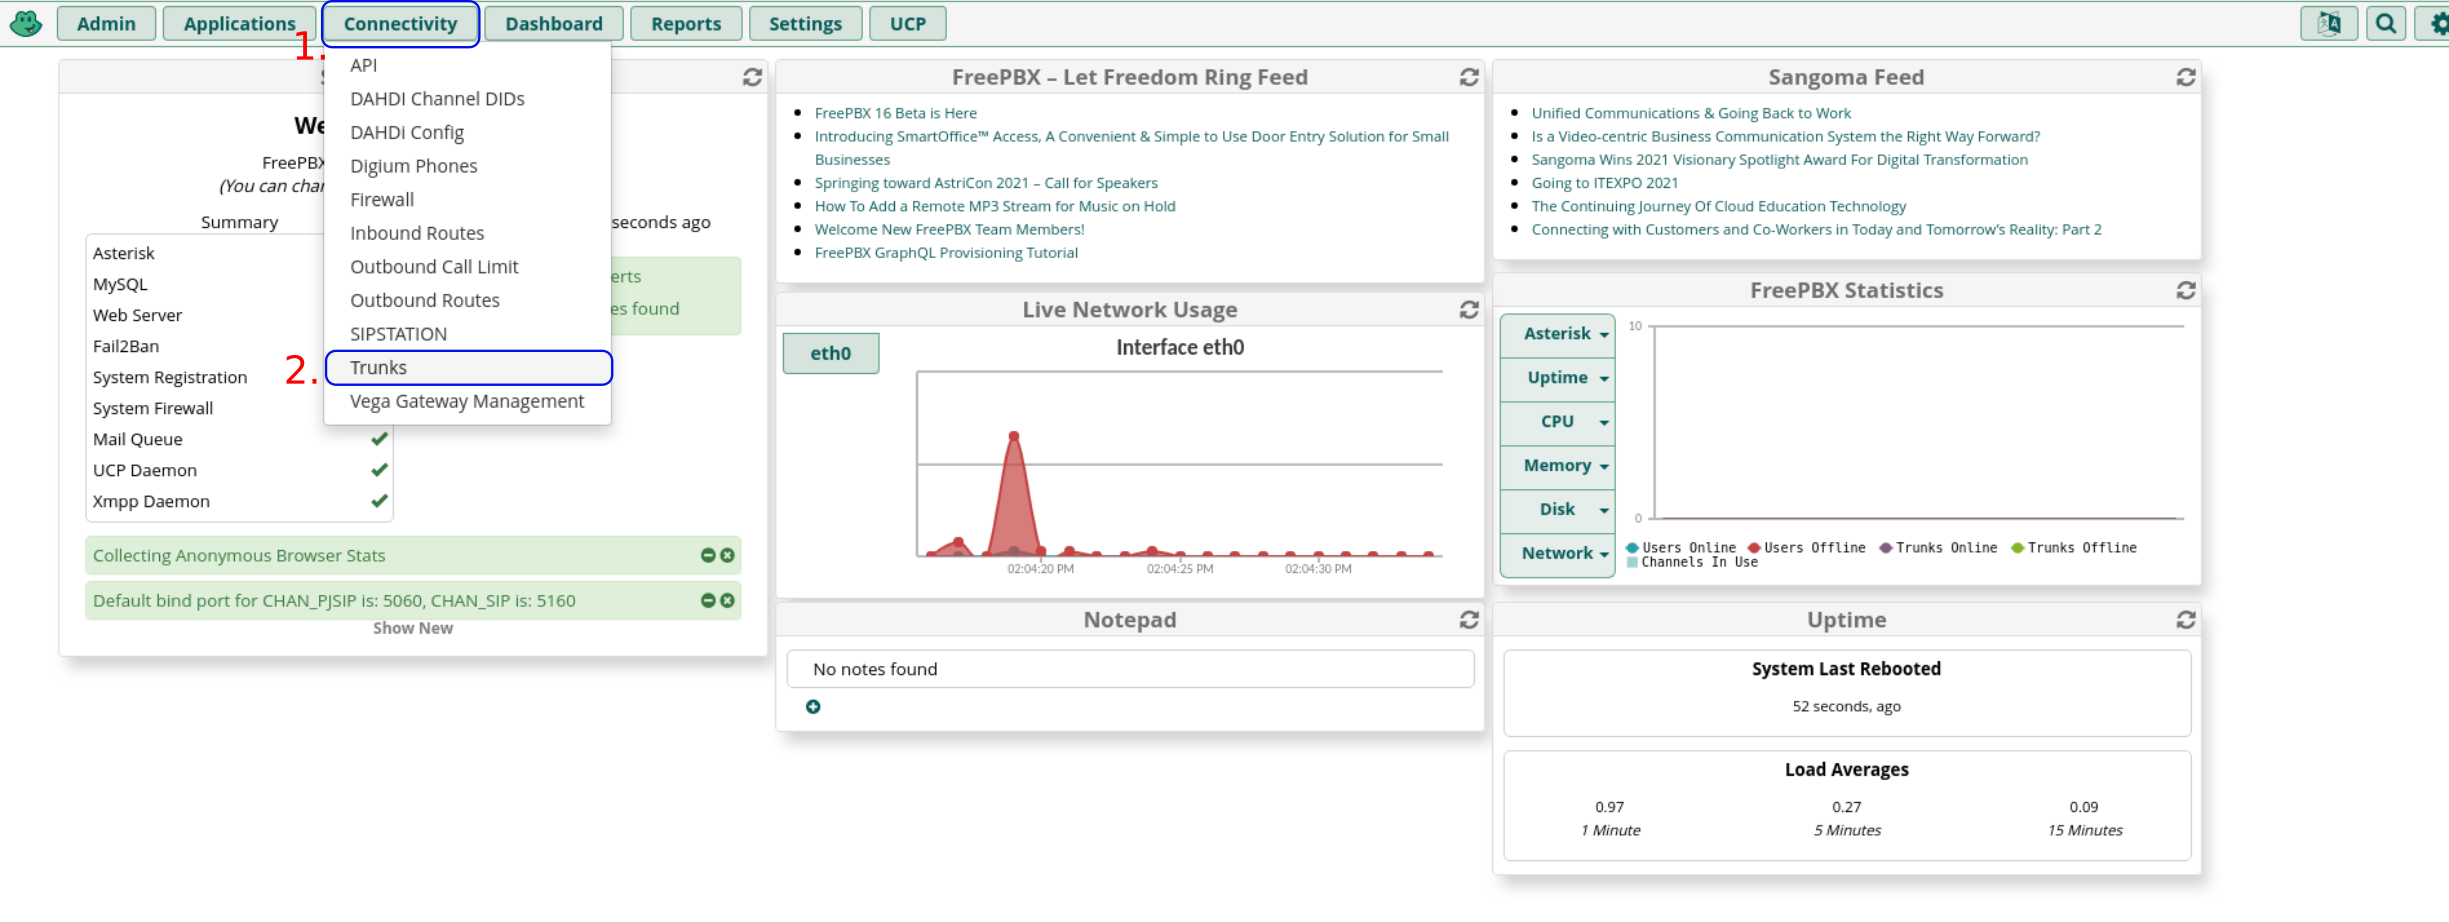 Admin
Applications
Connectivity
Dashboard
Reports
Settings
UCP
1.
API
DAHDI Channel DIDs
DAHDi Config
Digium Phones
Firewall
Inbound Routes
Outbound Call Limit
Outbound Routes
SIPSTATION
2.
Trunks
Vega Gateway Management
FreePBX
(You can
Summary
seconds ago
Asterisk
MySQL
Web Server
Fail2Ban
System Registration
System Firewall
Mail Queue
UCP Daemon
Xmpp Daemon
found
Collecting Anonymous Browser Stats
Default bind port for CHAN_PJSIP is: 5060, CHAN_SIP is: 5160
Show New
FreePBX – Let Freedom Ring Feed
FreePBX 16 Beta is Here
Introducing SmartOffice™ Access, A Convenient & Simple to Use Door Entry Solution for Small
Businesses
Springing toward AstriCon 2021 – Call for Speakers
How To Add a Remote MP3 Stream for Music on Hold
Welcome New FreePBX Team Members!
FreePBX GraphQL Provisioning Tutorial
Live Network Usage
eth0
Interface eth0
02:04:20 PM
02:04:25 PM
02:04:30 PM
Notepad
No notes found
Sangoma Feed
Unified Communications & Going Back to Work
Is a Video-centric Business Communication System the Right Way Forward?
Sangoma Wins 2021 Visionary Spotlight Award For Digital Transformation
Going to ITEXPO 2021
The Continuing Journey Of Cloud Education Technology
Connecting with Customers and Co-Workers in Today and Tomorrow's Reality: Part 2
FreePBX Statistics
Asterisk
Uptime
CPU
Memory
Disk
Network
10
0
Users Online
Users Offline
Trunks Online
Trunks Offline
Channels In Use
Uptime
System Last Rebooted
52 seconds, ago
Load Averages
0.97
0.27
0.09
1 Minute
5 Minutes
15 Minutes